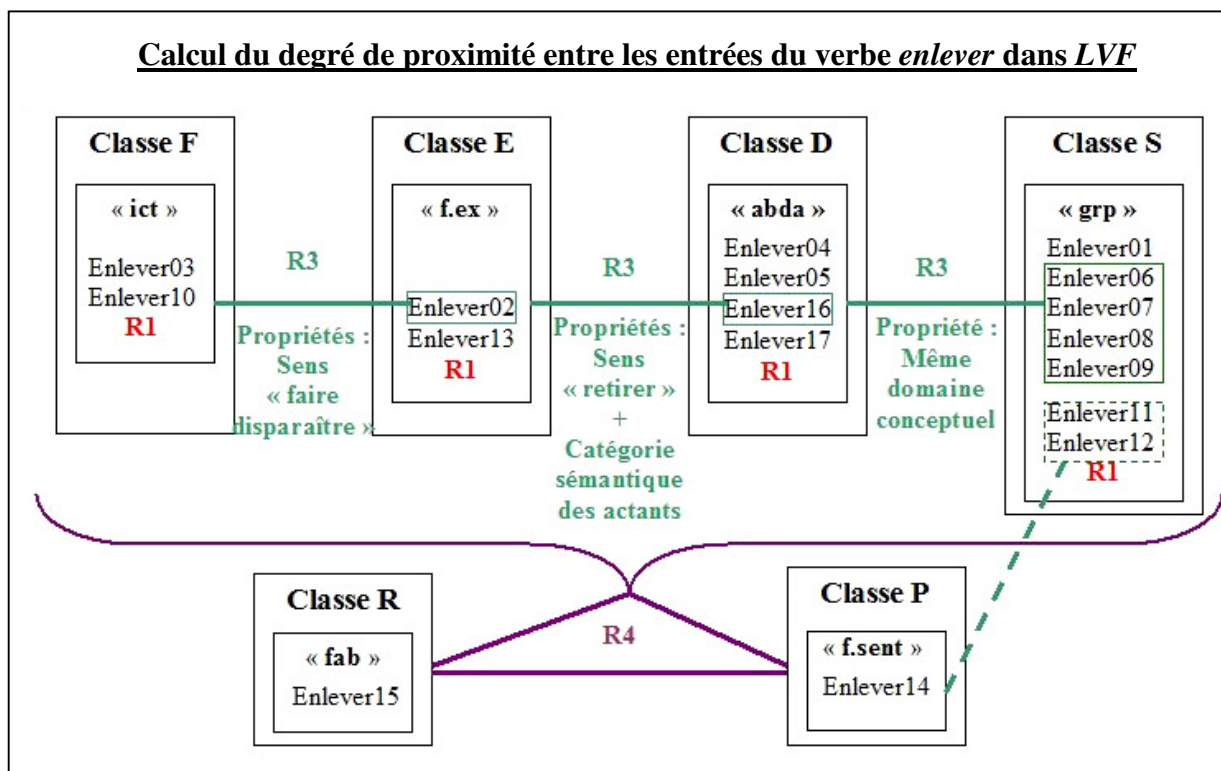 Calcul du degré de proximité entre les entrées du verbe enlever dans LVF
Classe F
« ict »
Enlever03
Enlever10
R1
R3
Propriétés :
Sens
« faire
disparaître »
Classe E
« f.ex »
Enlever02
Enlever13
R1
R3
Propriétés :
Sens
« retirer »
+
Catégorie
sémantique
des actants
Classe D
« abda »
Enlever04
Enlever05
Enlever16
Enlever17
R1
R3
Propriété :
Même
domaine
conceptuel
Classe S
« grp »
Enlever01
Enlever06
Enlever07
Enlever08
Enlever09
Enlever11
Enlever12
R1
Classe R
« fab »
Enlever15
R4
Classe P
« f.sent »
Enlever14